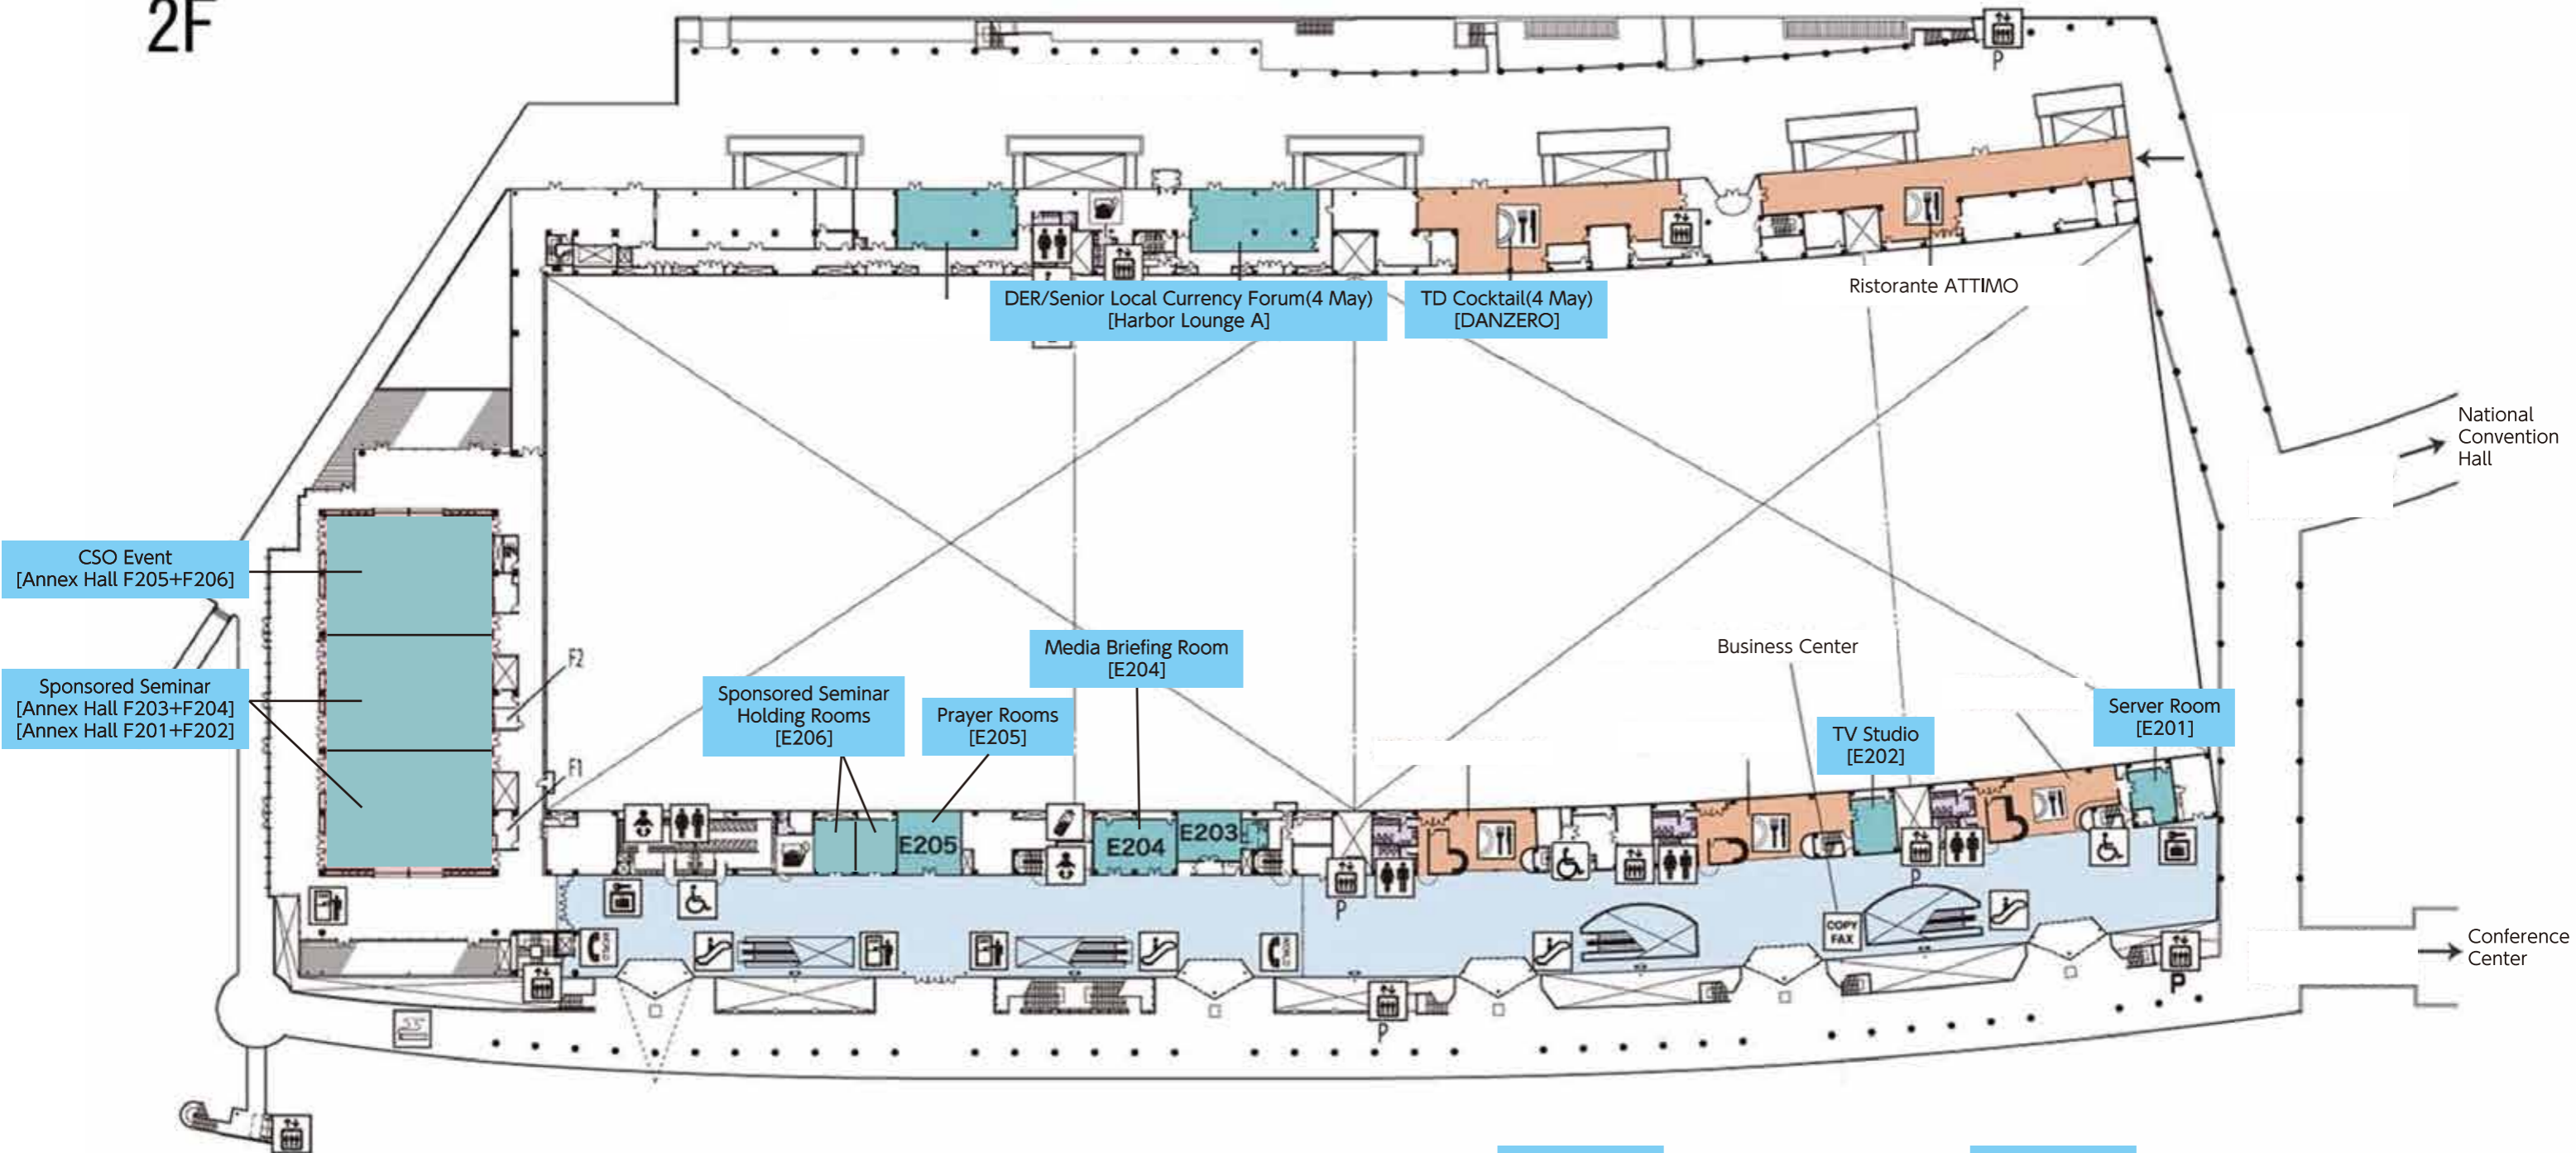 2F
P
DER/Senior Local Currency Forum(4 May)
[Harbor Lounge A]
TD Cocktail(4 May)
[DANZERO]
Ristorante ATTIMO
National
Convention
Hall
CSO Event
[Annex Hall F205+F206]
Sponsored Seminar
[Annex Hall F203+F204]
[Annex Hall F201+F202]
F2
F1
Sponsored Seminar
Holding Rooms
[E206]
Prayer Rooms
[E205]
Media Briefing Room
[E204]
Business Center
TV Studio
[E202]
Server Room
[E201]
E205
E204
E203
P
P
COPY
FAX
Conference
Center
P
P